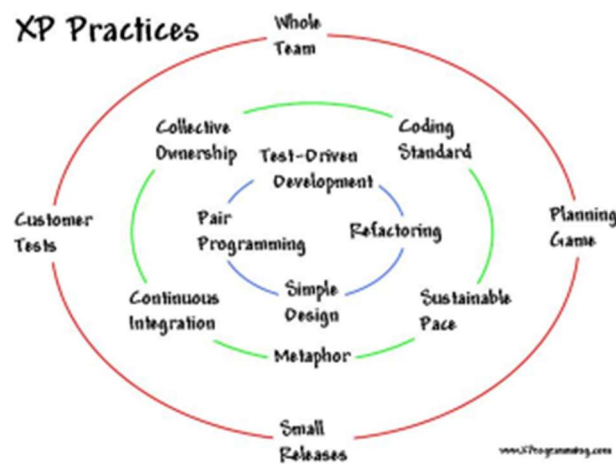 XP Practices
Whole
Team
Collective
Ownership
Coding
Standard
Test-Driven
Development
Customer
Tests
Pair
Programming
Refactoring
Planning
Game
Continuous
Integration
Simple
Design
Sustainable
Pace
Metaphor
Small
Releases
www.XProgramming.com